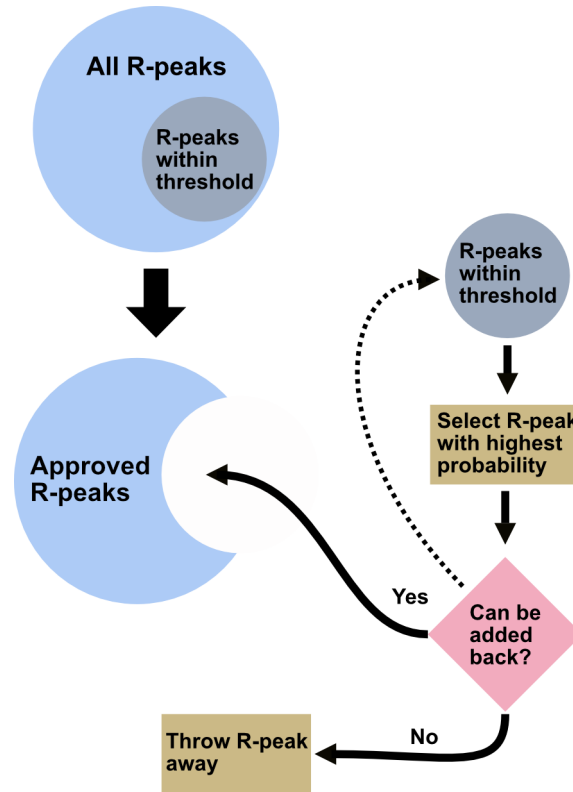 All R-peaks
R-peaks
within
threshold
R-peaks
within
threshold
Select R-peak
with highest
probability
Approved
R-peaks
Can be
added
back?
Yes
No
Throw R-peak
away